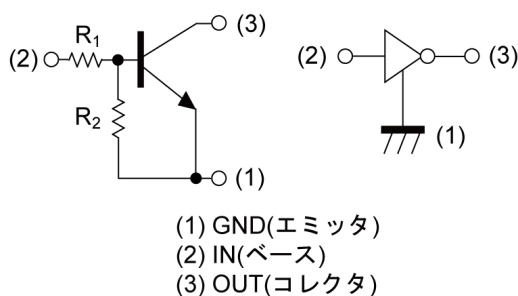 R₁
(2)
(3)
R₂
(1)
(2)
(3)
(1)
(1) GND(エミッタ)
(2) IN(ベース)
(3) OUT(コレクタ)